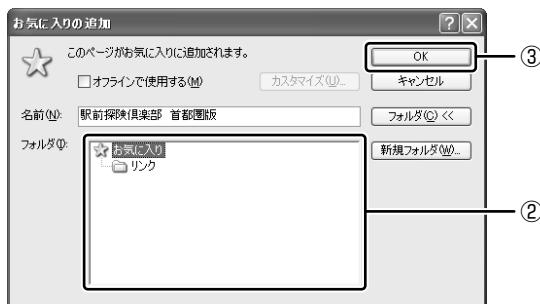 お気に入りの追加
このページがお気に入りに追加されます。
OK
③
オフラインで使用する(M)
カスタマイズ(U)...
キャンセル
名前(N):
駅前探険倶楽部 首都圏版
フォルダ(C) <<
フォルダ(I):
お気に入り
リンク
新規フォルダ(W)...
②